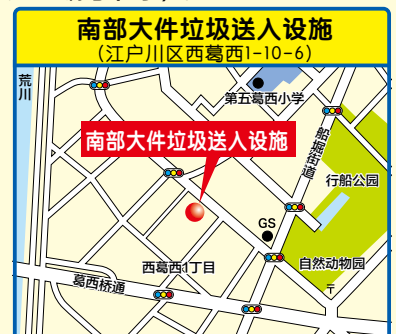 南部大件垃圾送入设施
(江户川区西葛西1-10-6)
荒川
第五葛西小学
船堀街道
南部大件垃圾送入设施
行船公园
GS
自然动物园
西葛西1丁目
葛西桥通
〒